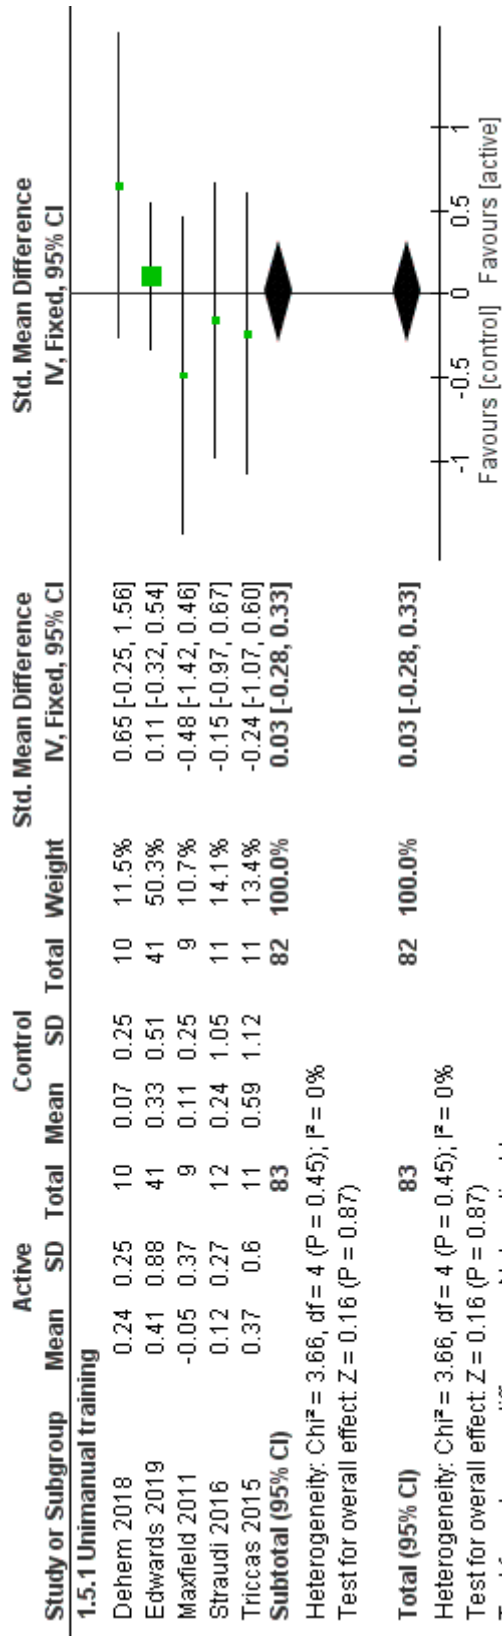 Active Control Std. Mean Difference Std. Mean Difference
Study or Subgroup Mean SD Total Mean SD Total Weight IV, Fixed, 95% CI IV, Fixed, 95% CI
1.5.1 Unimanual training
Dehem 2018 0.24 0.25 10 0.07 0.25 10 11.5% 0.65 [-0.25, 1.56]
Edwards 2019 0.41 0.88 41 0.33 0.51 41 50.3% 0.11 [-0.32, 0.54]
Maxfield 2011 -0.05 0.37 9 0.11 0.25 9 10.7% -0.48 [-1.42, 0.46]
Straudi 2016 0.12 0.27 12 0.24 1.05 11 14.1% -0.15 [-0.97, 0.67]
Triccas 2015 0.37 0.6 11 0.59 1.12 11 13.4% -0.24 [-1.07, 0.60]
Subtotal (95% CI) 83 82 100.0% 0.03 [-0.28, 0.33]
Heterogeneity: Chi² = 3.66, df = 4 (P = 0.45); I² = 0%
Test for overall effect: Z = 0.16 (P = 0.87)
Total (95% CI) 83 82 100.0% 0.03 [-0.28, 0.33]
Heterogeneity: Chi² = 3.66, df = 4 (P = 0.45); I² = 0%
Test for overall effect: Z = 0.16 (P = 0.87)
-1 -0.5 0 0.5 1
Favours [control] Favours [active]